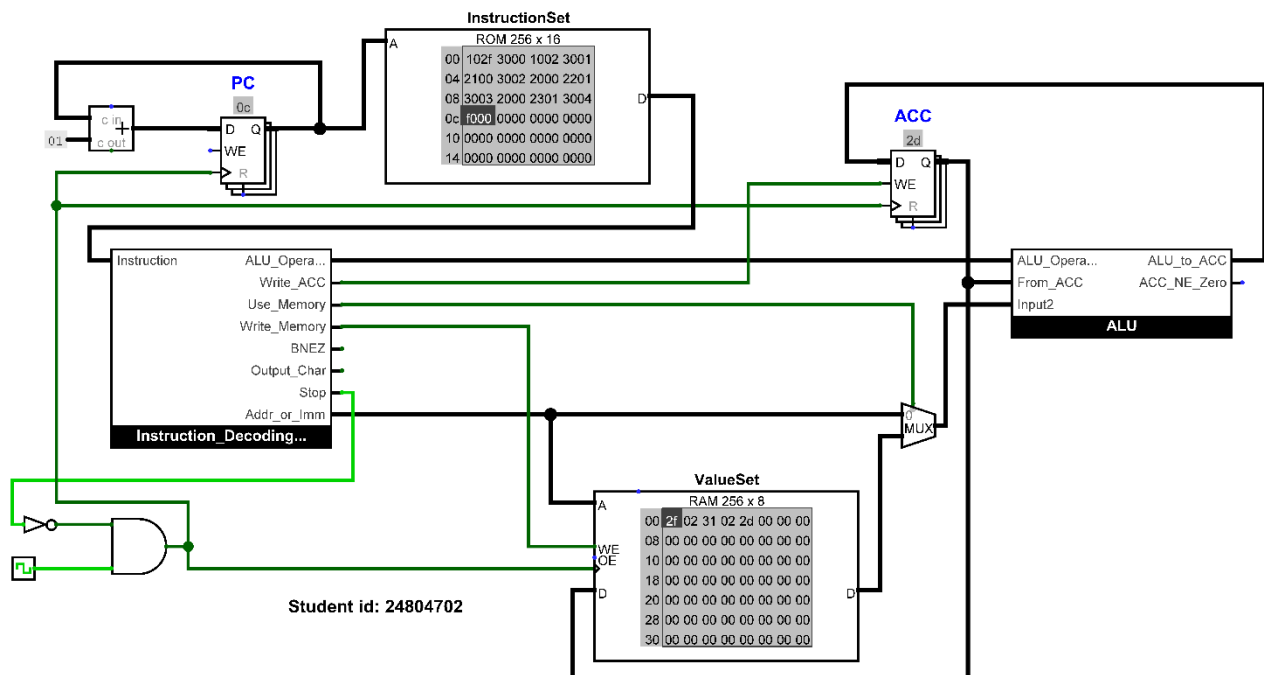 InstructionSet
ROM 256 x 16
A
00 102f 3000 1002 3001
04 2100 3002 2000 2201
08 3003 2000 2301 3004
0c f000 0000 0000 0000
10 0000 0000 0000 0000
14 0000 0000 0000 0000
D
PC
0c
c in
+
01
c out
D Q
WE
R
ACC
2d
D Q
WE
R
Instruction
ALU_Opera...
Write_ACC
Use_Memory
Write_Memory
BNEZ
Output_Char
Stop
Addr_or_Imm
Instruction_Decoding...
ALU_Opera... ALU_to_ACC
From_ACC ACC_NE_Zero
Input2
ALU
0
MUX
ValueSet
RAM 256 x 8
A
00 2f 02 31 02 2d 00 00 00
08 00 00 00 00 00 00 00 00
10 00 00 00 00 00 00 00 00
18 00 00 00 00 00 00 00 00
20 00 00 00 00 00 00 00 00
28 00 00 00 00 00 00 00 00
30 00 00 00 00 00 00 00 00
WE
OE
D
D
Student id: 24804702